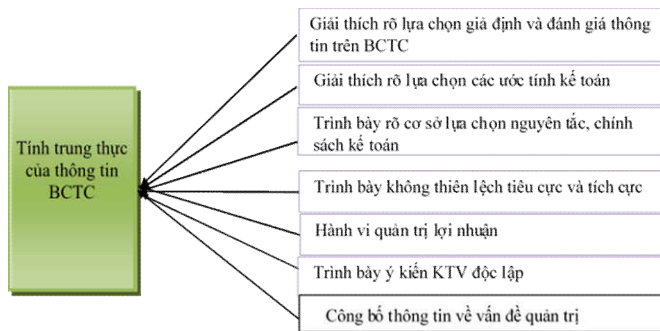 Tính trung thực
của thông tin
BCTC
Giải thích rõ lựa chọn giả định và đánh giá thông
tin trên BCTC
Giải thích rõ lựa chọn các ước tính kế toán
Trình bày rõ cơ sở lựa chọn nguyên tắc, chính
sách kế toán
Trình bày không thiên lệch tiêu cực và tích cực
Hành vi quản trị lợi nhuận
Trình bày ý kiến KTV độc lập
Công bố thông tin về vấn đề quản trị